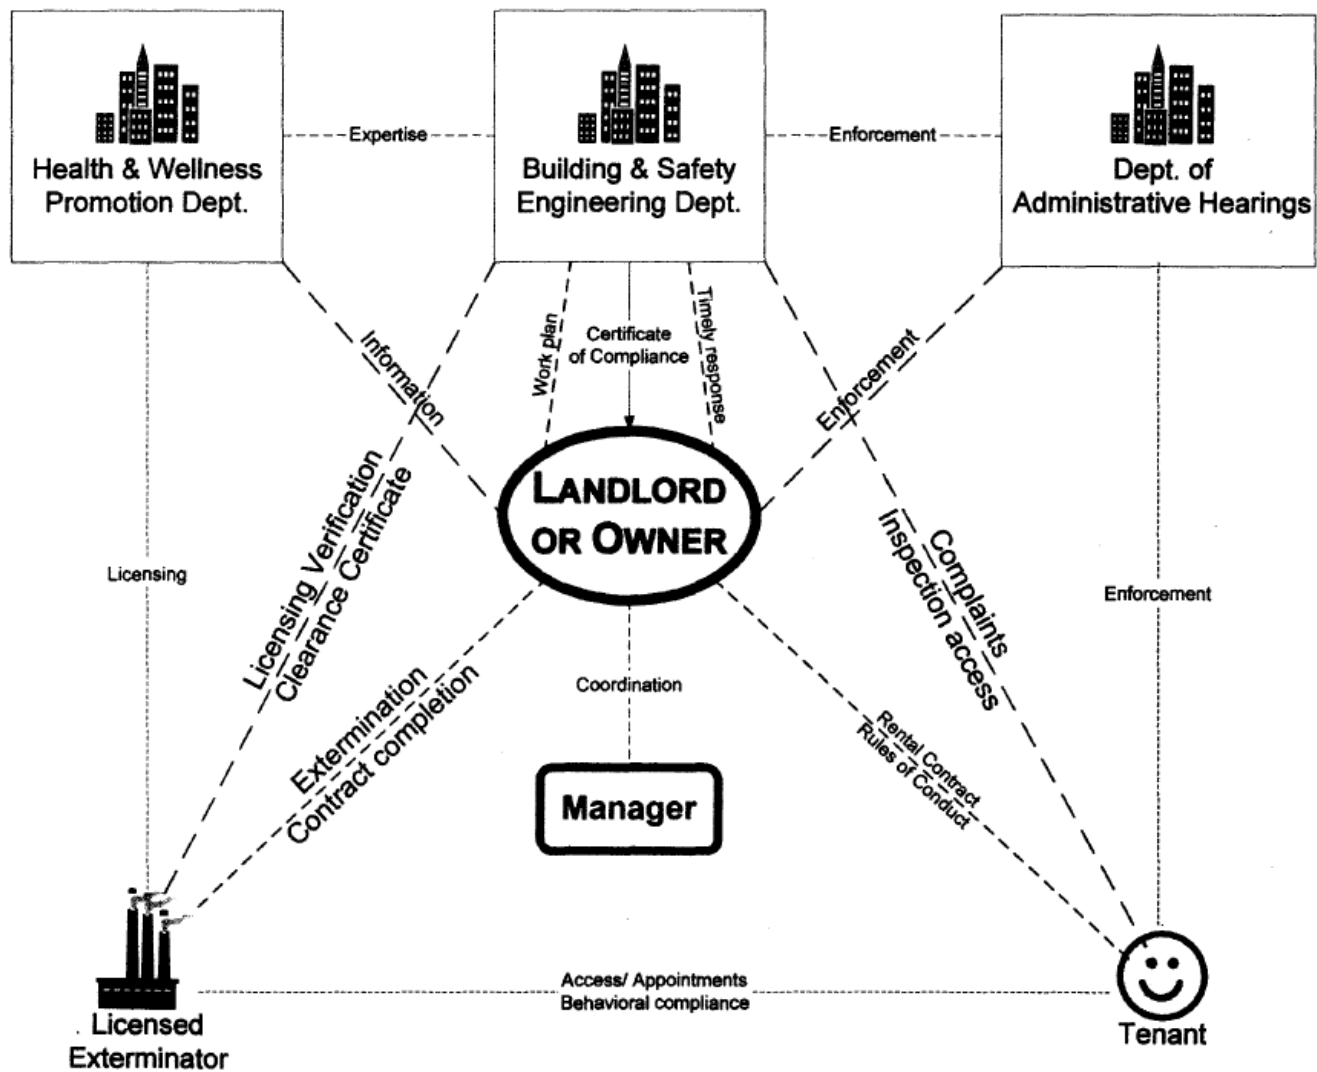 Expertise
Enforcement
Health & Wellness
Promotion Dept.
Building & Safety
Engineering Dept.
Dept. of
Administrative Hearings
Information
Work plan
Certificate
of Compliance
Timely response
Enforcement
Licensing Verification
Clearance Certificate
LANDLORD
OR OWNER
Complaints
Inspection access
Licensing
Enforcement
Extermination
Contract completion
Coordination
Rental Contract
Rules of Conduct
Manager
Access/ Appointments
Behavioral compliance
Licensed
Exterminator
Tenant